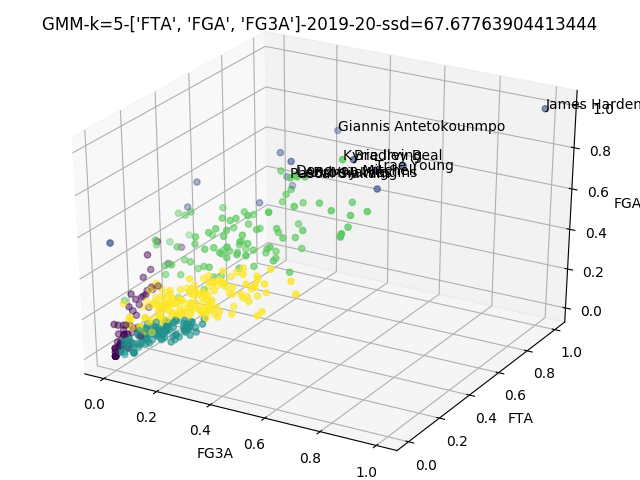 GMM-k=5-['FTA', 'FGA', 'FG3A']-2019-20-ssd=67.67763904413444
James Harden
Giannis Antetokounmpo
Bradley Beal
Trae Young
1.0
0.8
0.6
0.4
0.2
0.0
FGA
1.0
0.8
0.6
0.4
0.2
0.0
FTA
0.0
0.2
0.4
0.6
0.8
1.0
FG3A